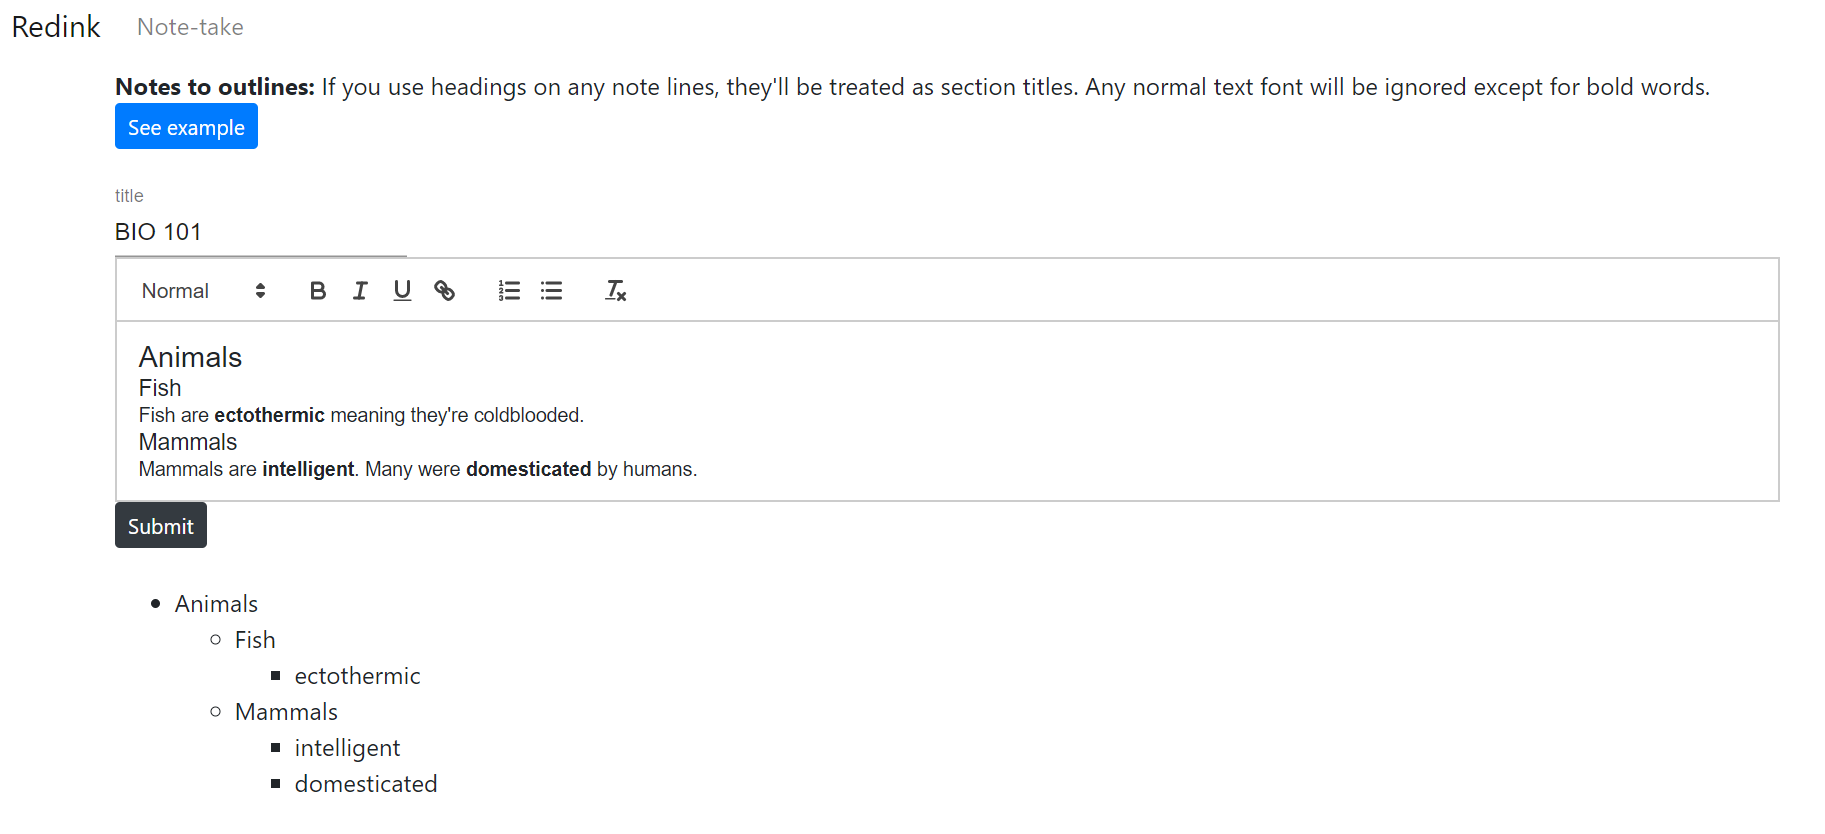 Redink Note-take
Notes to outlines: If you use headings on any note lines, they'll be treated as section titles. Any normal text font will be ignored except for bold words.
See example
title
BIO 101
Normal B I U
Animals
Fish
Fish are ectothermic meaning they're coldblooded.
Mammals
Mammals are intelligent. Many were domesticated by humans.
Submit
Animals
Fish
ectothermic
Mammals
intelligent
domesticated